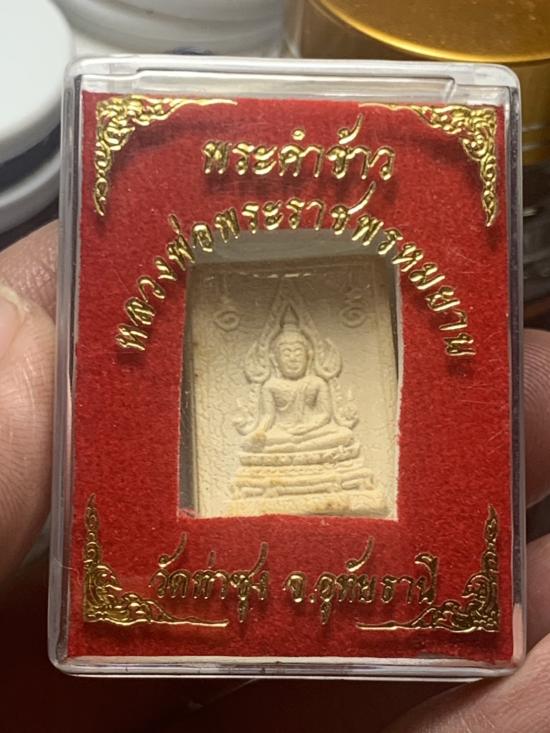 พระคำข้าว
หลวงพ่อพระราชพรหมยาน
วัดท่าซุง จ.อุทัยธานี